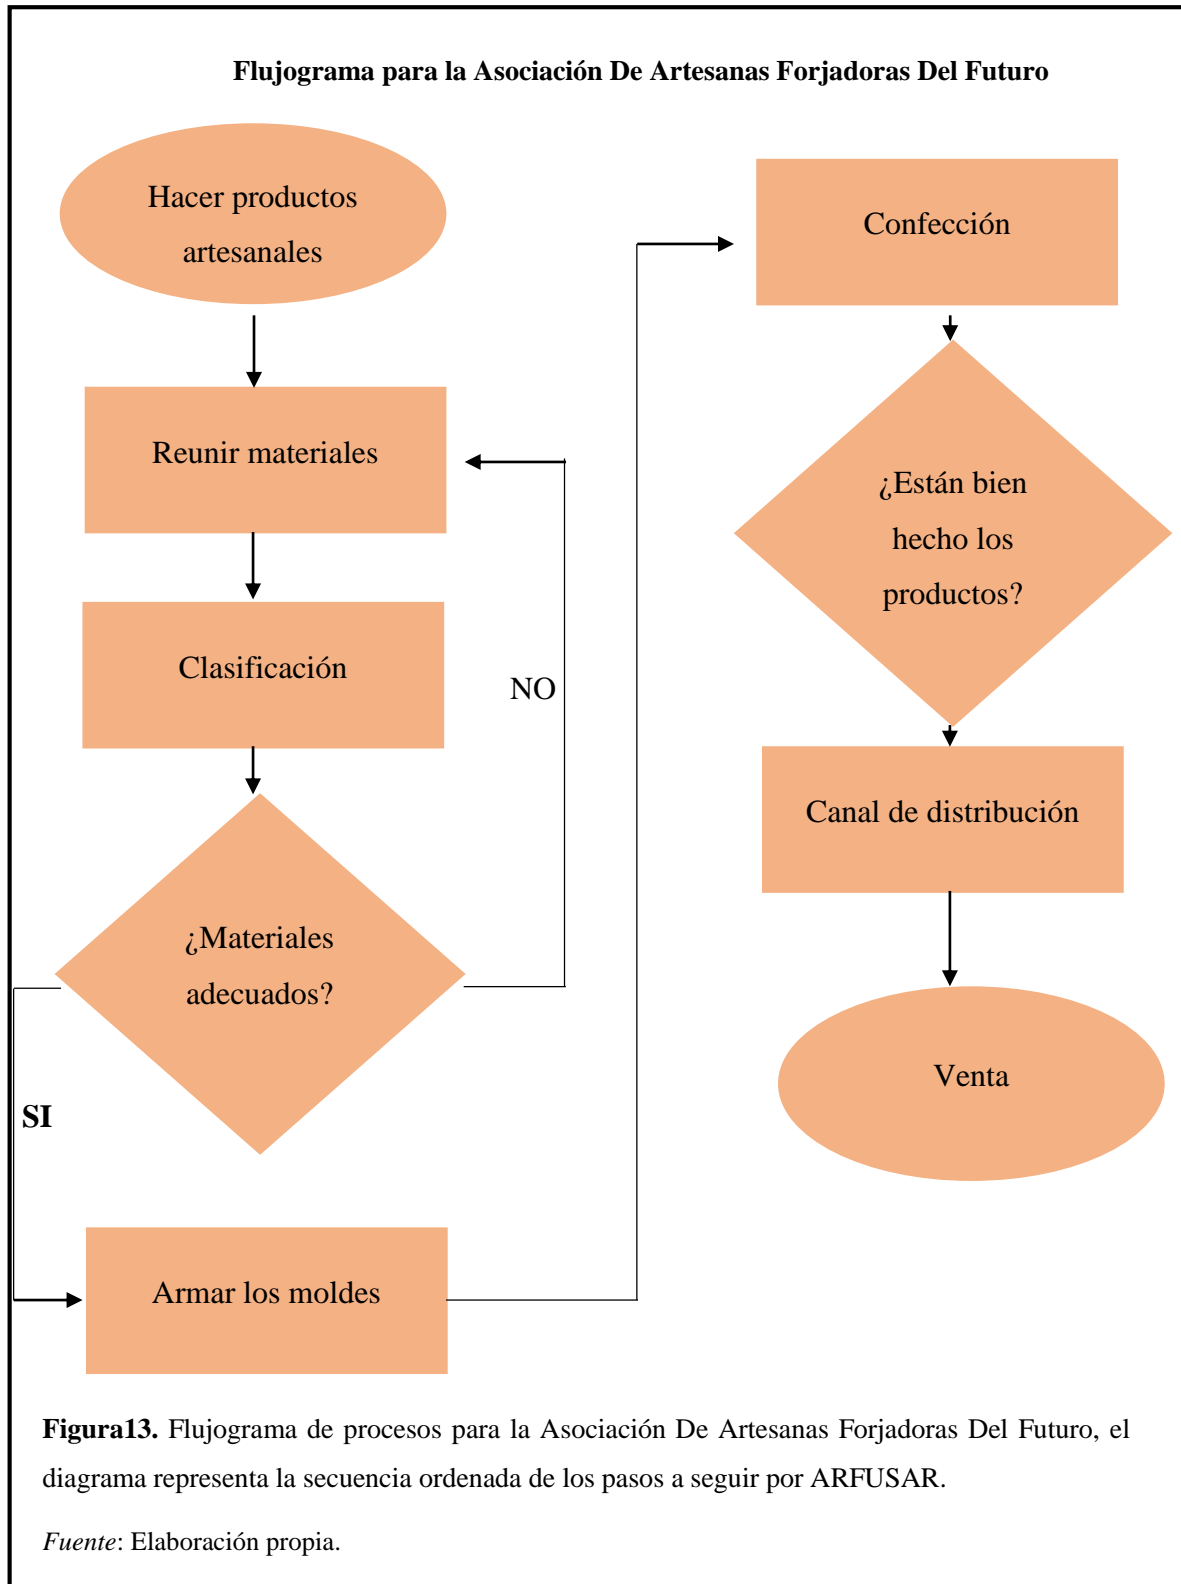 Flujograma para la Asociación De Artesanas Forjadoras Del Futuro
Hacer productos
artesanales
Reunir materiales
Clasificación
NO
¿Materiales
adecuados?
SI
Armar los moldes
Confección
¿Están bien
hecho los
productos?
Canal de distribución
Venta
Figura13. Flujograma de procesos para la Asociación De Artesanas Forjadoras Del Futuro, el
diagrama representa la secuencia ordenada de los pasos a seguir por ARFUSAR.
Fuente: Elaboración propia.